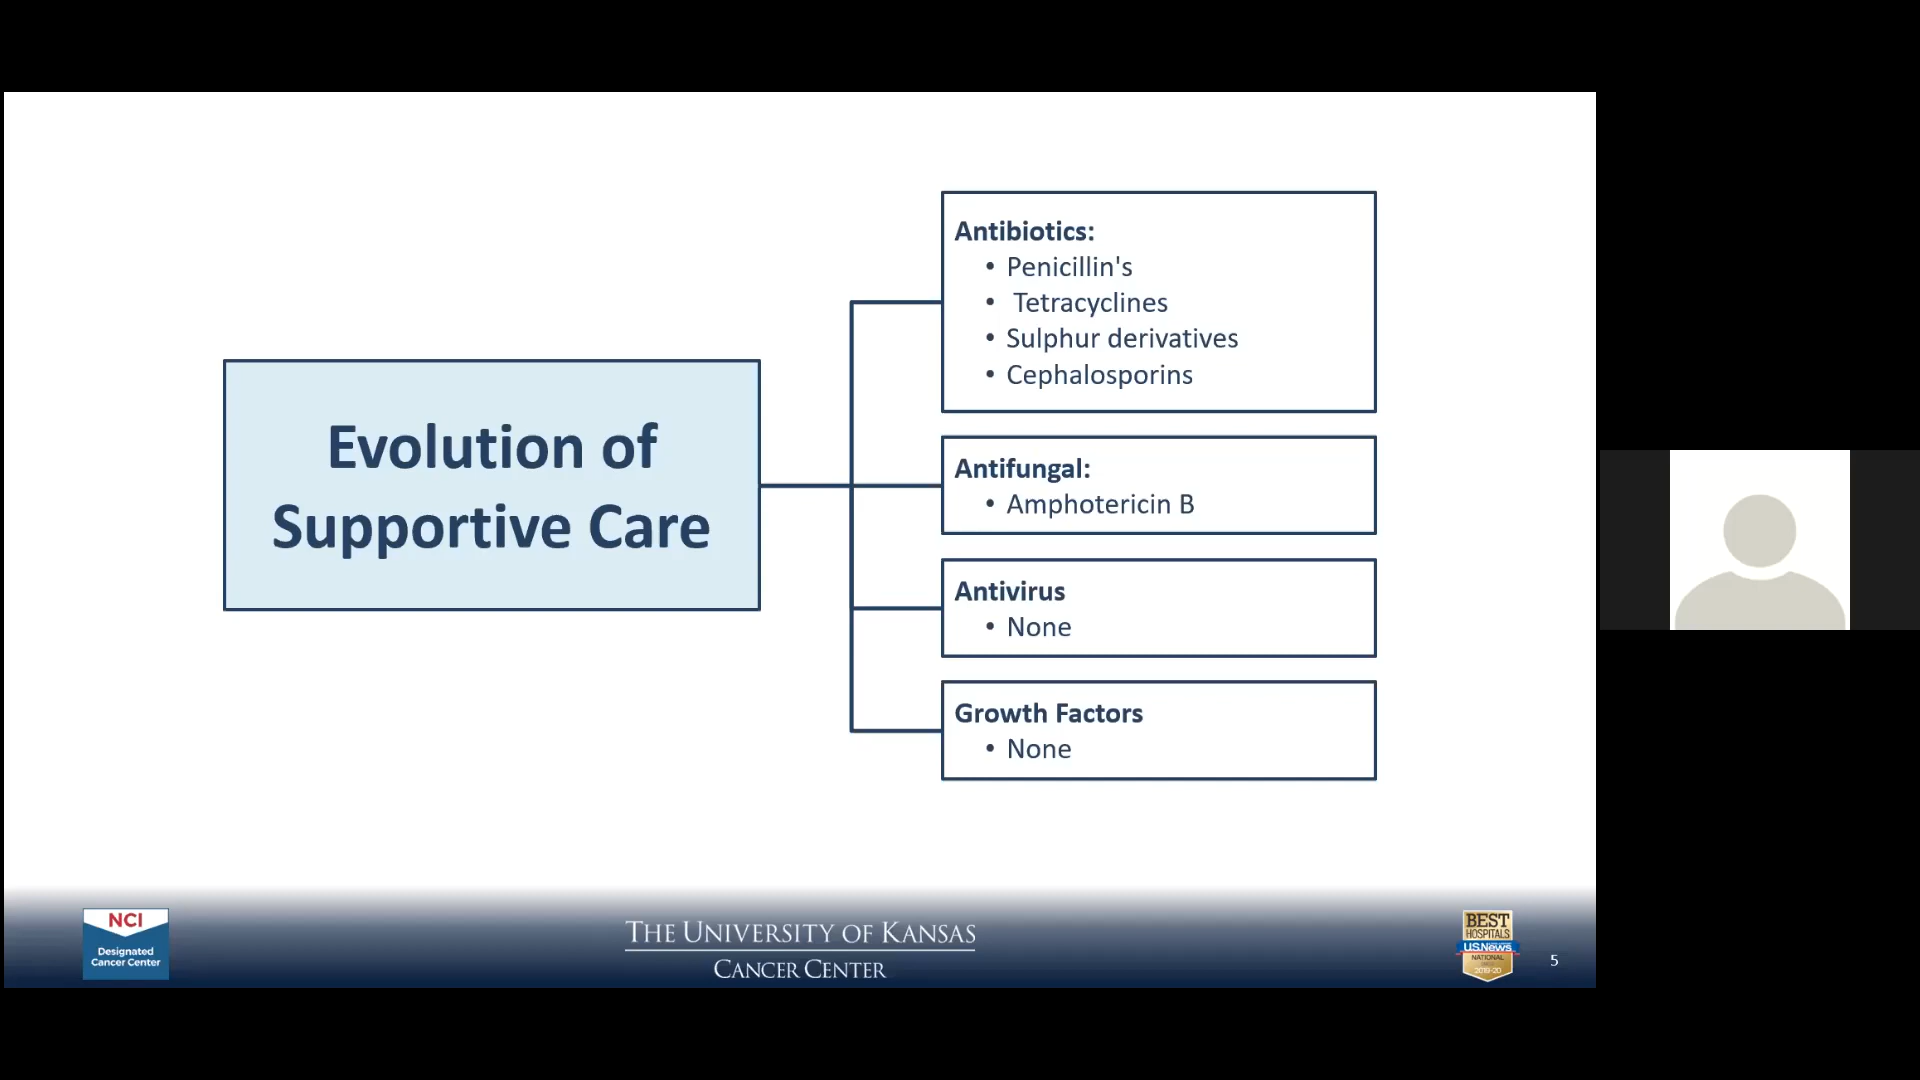 Evolution of
Supportive Care
Antibiotics:
• Penicillin's
• Tetracyclines
• Sulphur derivatives
• Cephalosporins
Antifungal:
• Amphotericin B
Antivirus
• None
Growth Factors
• None
NCI
Designated
Cancer Center
THE UNIVERSITY OF KANSAS
CANCER CENTER
BEST
HOSPITALS
U.S.News
NATIONAL
2019-20
5